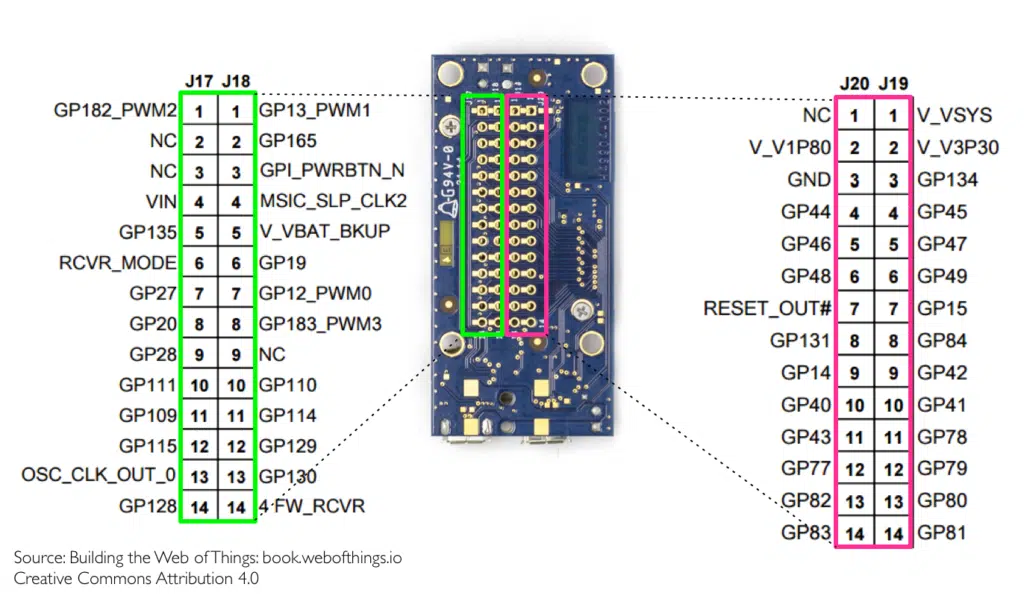 J17 J18
GP182_PWM2 1 1 GP13_PWM1
NC 2 2 GP165
NC 3 3 GPI_PWRBTN_N
VIN 4 4 MSIC_SLP_CLK2
GP135 5 5 V_VBAT_BKUP
RCVR_MODE 6 6 GP19
GP27 7 7 GP12_PWM0
GP20 8 8 GP183_PWM3
GP28 9 9 NC
GP111 10 10 GP110
GP109 11 11 GP114
GP115 12 12 GP129
OSC_CLK_OUT_0 13 13 GP130
GP128 14 14 4 FW_RCVR
G94V-0
J20 J19
NC 1 1 V_VSYS
V_V1P80 2 2 V_V3P30
GND 3 3 GP134
GP44 4 4 GP45
GP46 5 5 GP47
GP48 6 6 GP49
RESET_OUT# 7 7 GP15
GP131 8 8 GP84
GP14 9 9 GP42
GP40 10 10 GP41
GP43 11 11 GP78
GP77 12 12 GP79
GP82 13 13 GP80
GP83 14 14 GP81
Source: Building the Web of Things: book.webofthings.io
Creative Commons Attribution 4.0